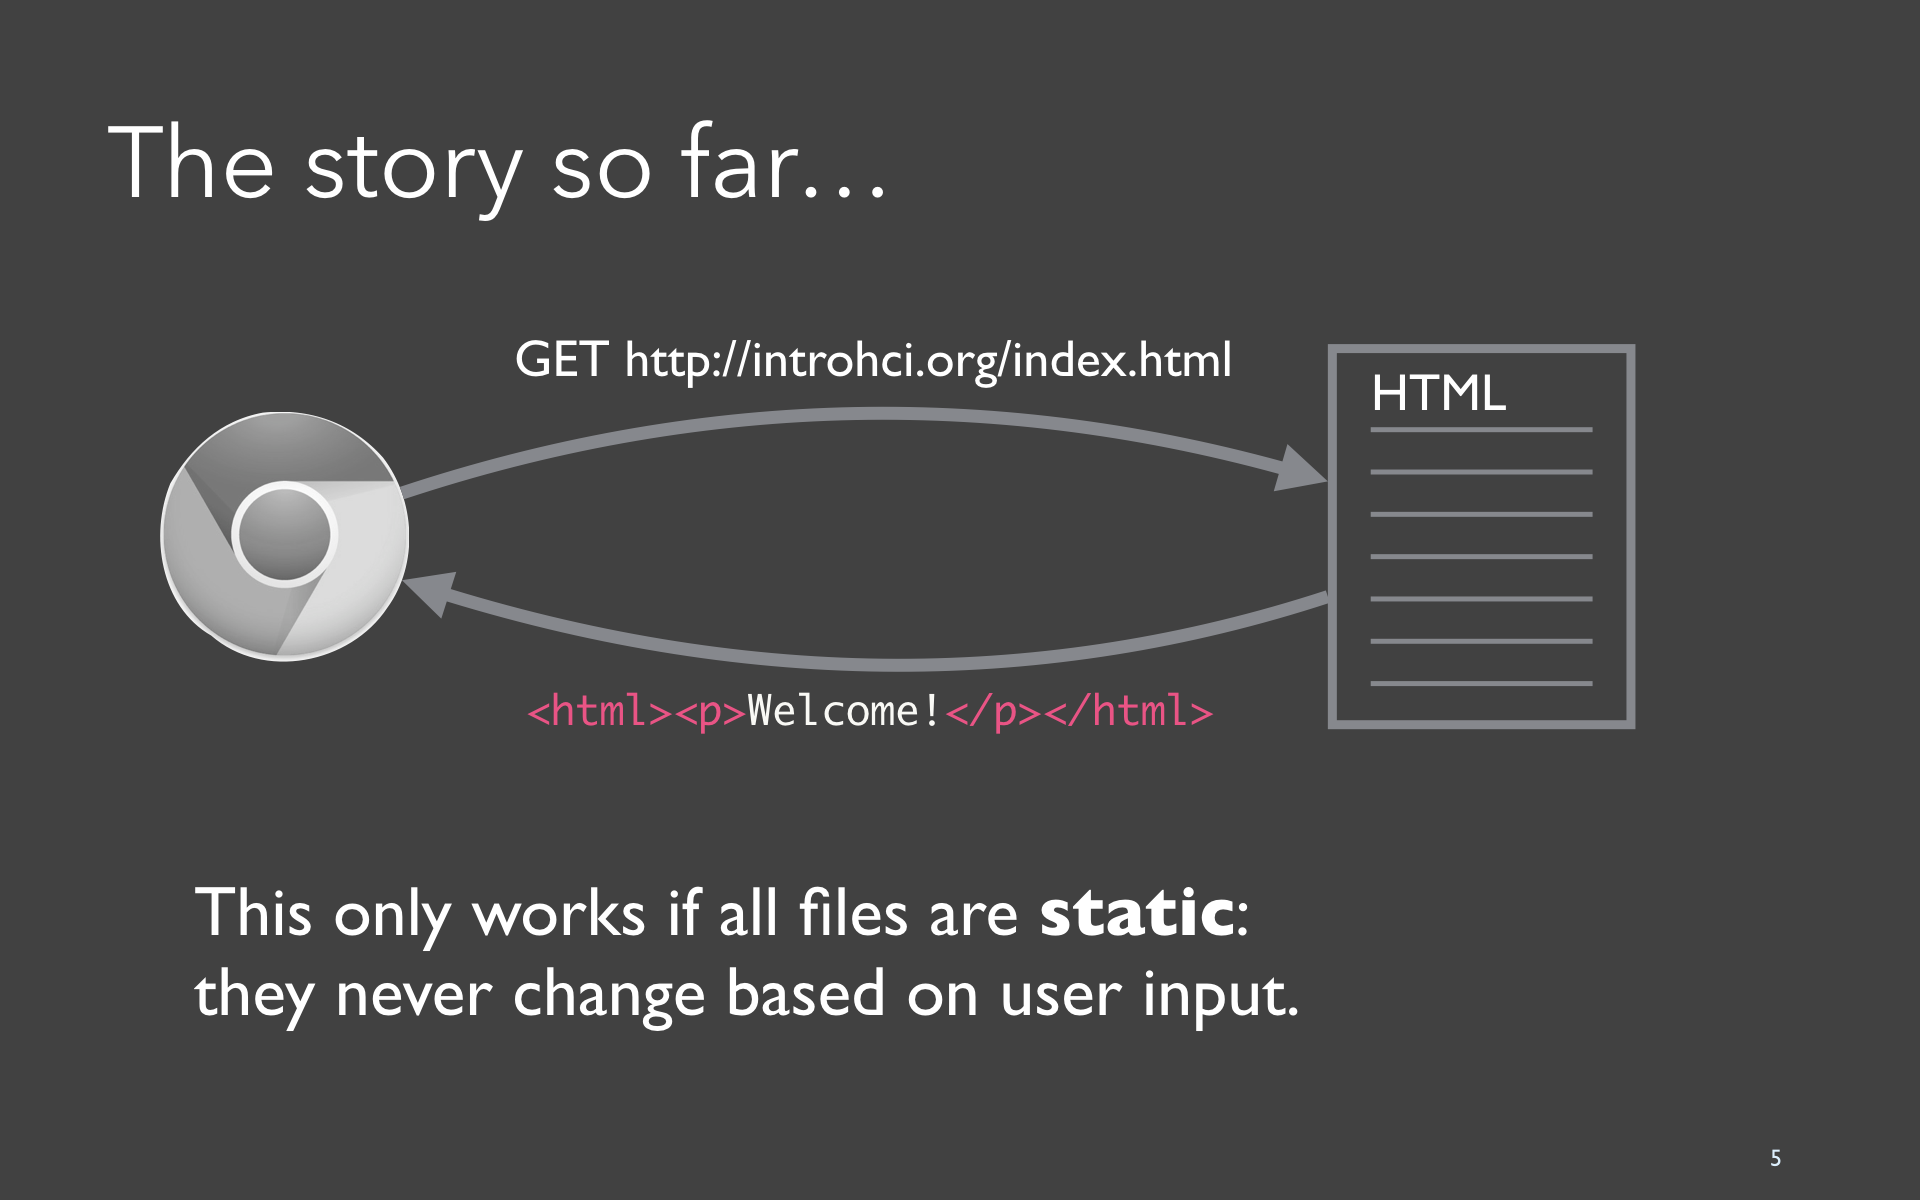 The story so far…
GET http://introhci.org/index.html
HTML
<html><p>Welcome!</p></html>
This only works if all files are static:
they never change based on user input.
5